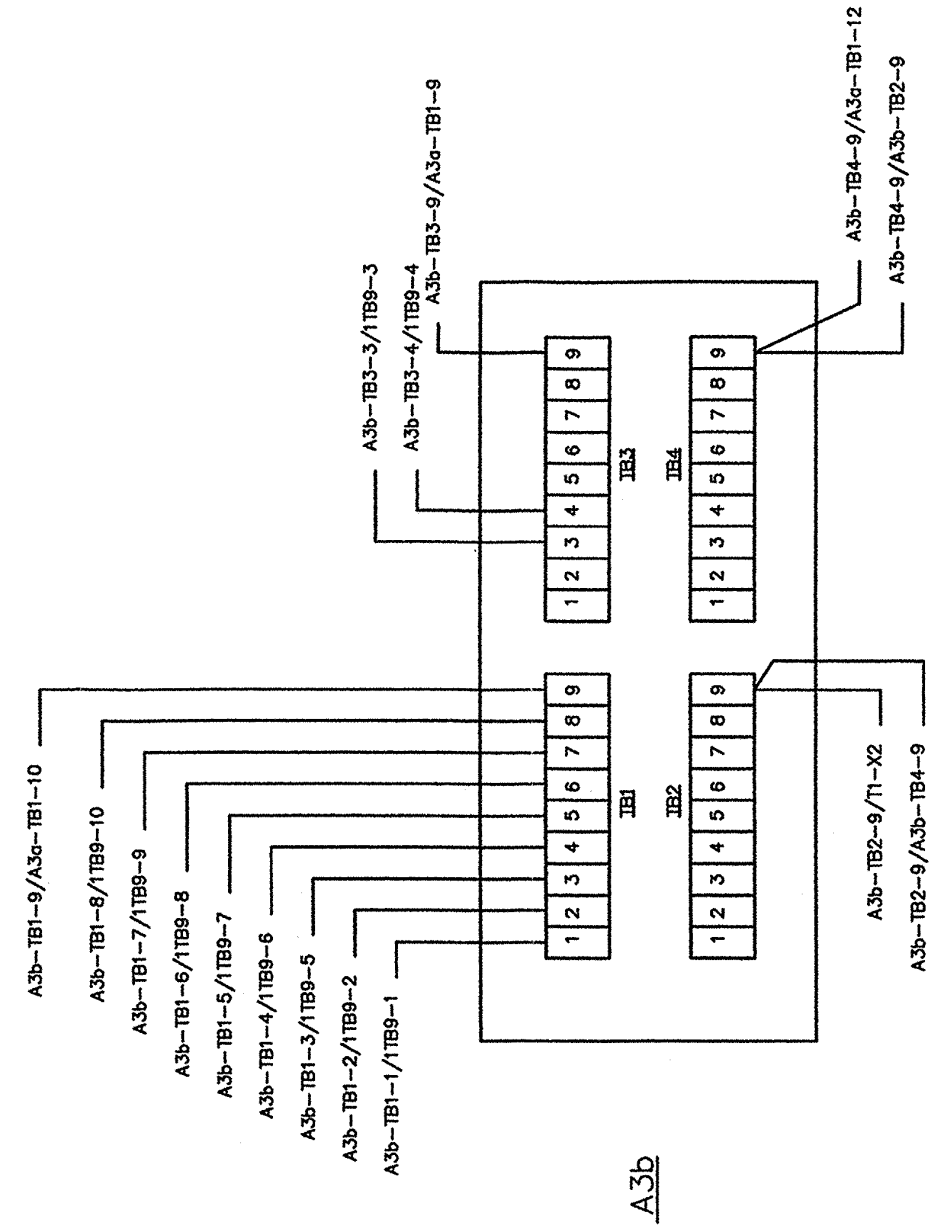 A3b-TB1-9/A3a-TB1-10
A3b-TB1-8/1TB9-10
A3b-TB1-7/1TB9-9
A3b-TB1-6/1TB9-8
A3b-TB1-5/1TB9-7
A3b-TB1-4/1TB9-6
A3b-TB1-3/1TB9-5
A3b-TB1-2/1TB9-2
A3b-TB1-1/1TB9-1
A3b-TB3-3/1TB9-3
A3b-TB3-4/1TB9-4
A3b-TB3-9/A3a-TB1-9
1 2 3 4 5 6 7 8 9
TB1
1 2 3 4 5 6 7 8 9
TB3
TB2
1 2 3 4 5 6 7 8 9
TB4
1 2 3 4 5 6 7 8 9
A3b-TB2-9/T1-X2
A3b-TB2-9/A3b-TB4-9
A3b-TB4-9/A3a-TB1-12
A3b-TB4-9/A3b-TB2-9
A3b